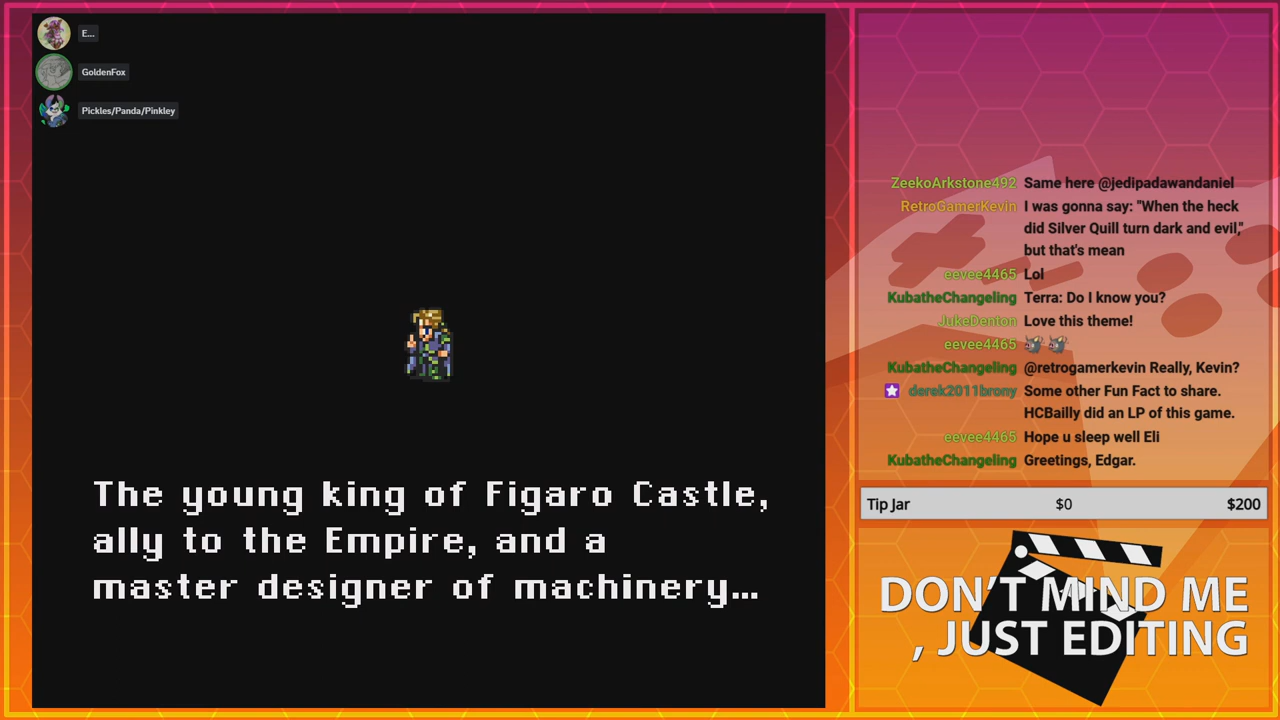 E...
GoldenFox
Pickles/Panda/Pinkley
The young king of Figaro Castle,
ally to the Empire, and a
master designer of machinery...
ZeekoArkstone492 Same here @jedipadawandaniel
RetroGamerKevin I was gonna say: "When the heck
did Silver Quill turn dark and evil,"
but that's mean
eevee4465 Lol
KubatheChangeling Terra: Do I know you?
JukeDenton Love this theme!
eevee4465
KubatheChangeling @retrogamerkevin Really, Kevin?
derek2011brony Some other Fun Fact to share.
HCBailly did an LP of this game.
eevee4465 Hope u sleep well Eli
KubatheChangeling Greetings, Edgar.
Tip Jar $0 $200
DON'T MIND ME
, JUST EDITING